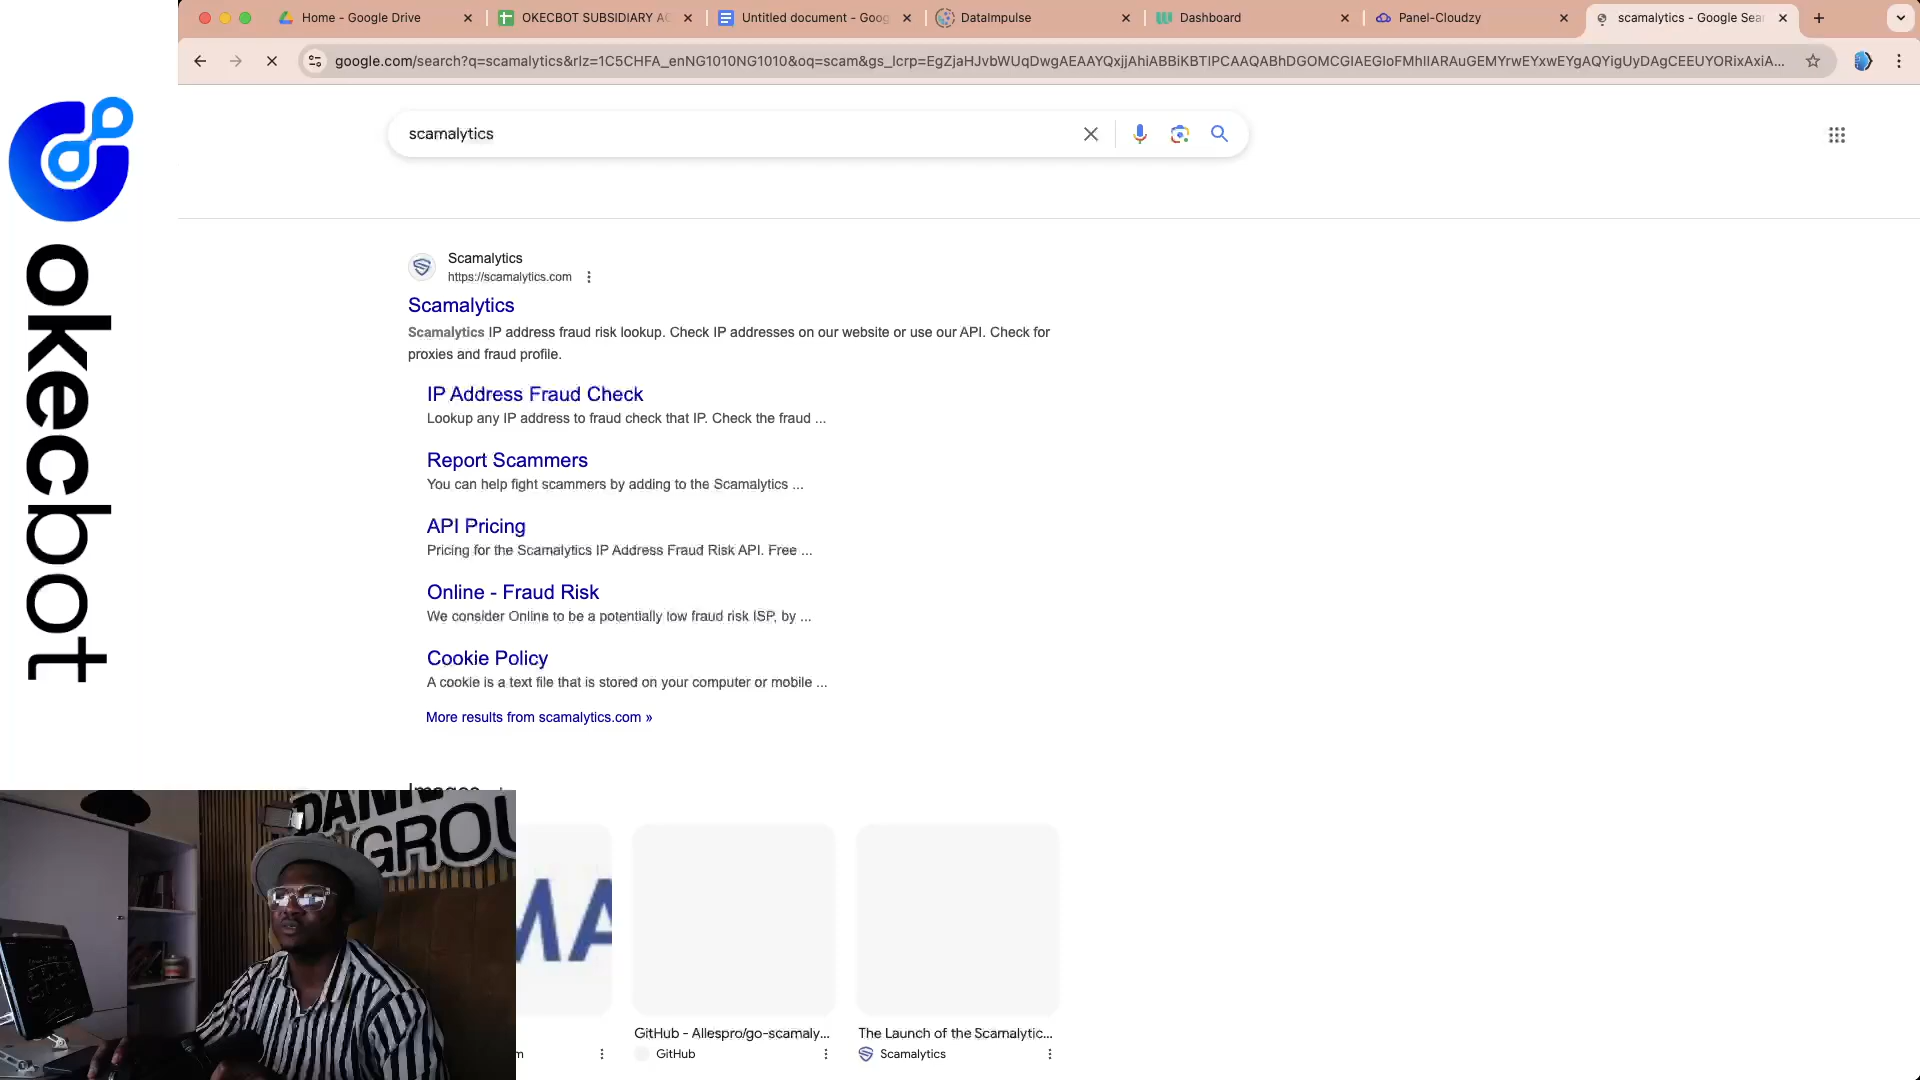 Home - Google Drive
OKECBOT SUBSIDIARY AC
Untitled document - Goog
DataImpulse
Dashboard
Panel-Cloudzy
scamalytics - Google Sear
google.com/search?q=scamalytics&rlz=1C5CHFA_enNG1010NG1010&oq=scam&gs_lcrp=EgZjaHJvbWUqDwgAEAAYQxjjAhiABBiKBTIPCAAQABhDGOMCGIAEGIoFMhIIARAuGEMYrwEYxwEYgAQYigUyDAgCEEUYORixAxiA...
okecbot
scamalytics
Scamalytics
https://scamalytics.com
Scamalytics
Scamalytics IP address fraud risk lookup. Check IP addresses on our website or use our API. Check for
proxies and fraud profile.
IP Address Fraud Check
Lookup any IP address to fraud check that IP. Check the fraud ...
Report Scammers
You can help fight scammers by adding to the Scamalytics ...
API Pricing
Pricing for the Scamalytics IP Address Fraud Risk API. Free ...
Online - Fraud Risk
We consider Online to be a potentially low fraud risk ISP, by ...
Cookie Policy
A cookie is a text file that is stored on your computer or mobile ...
More results from scamalytics.com »
Images
GROU
MA
GitHub - Allespro/go-scamaly...
GitHub
The Launch of the Scamalytic...
Scamalytics